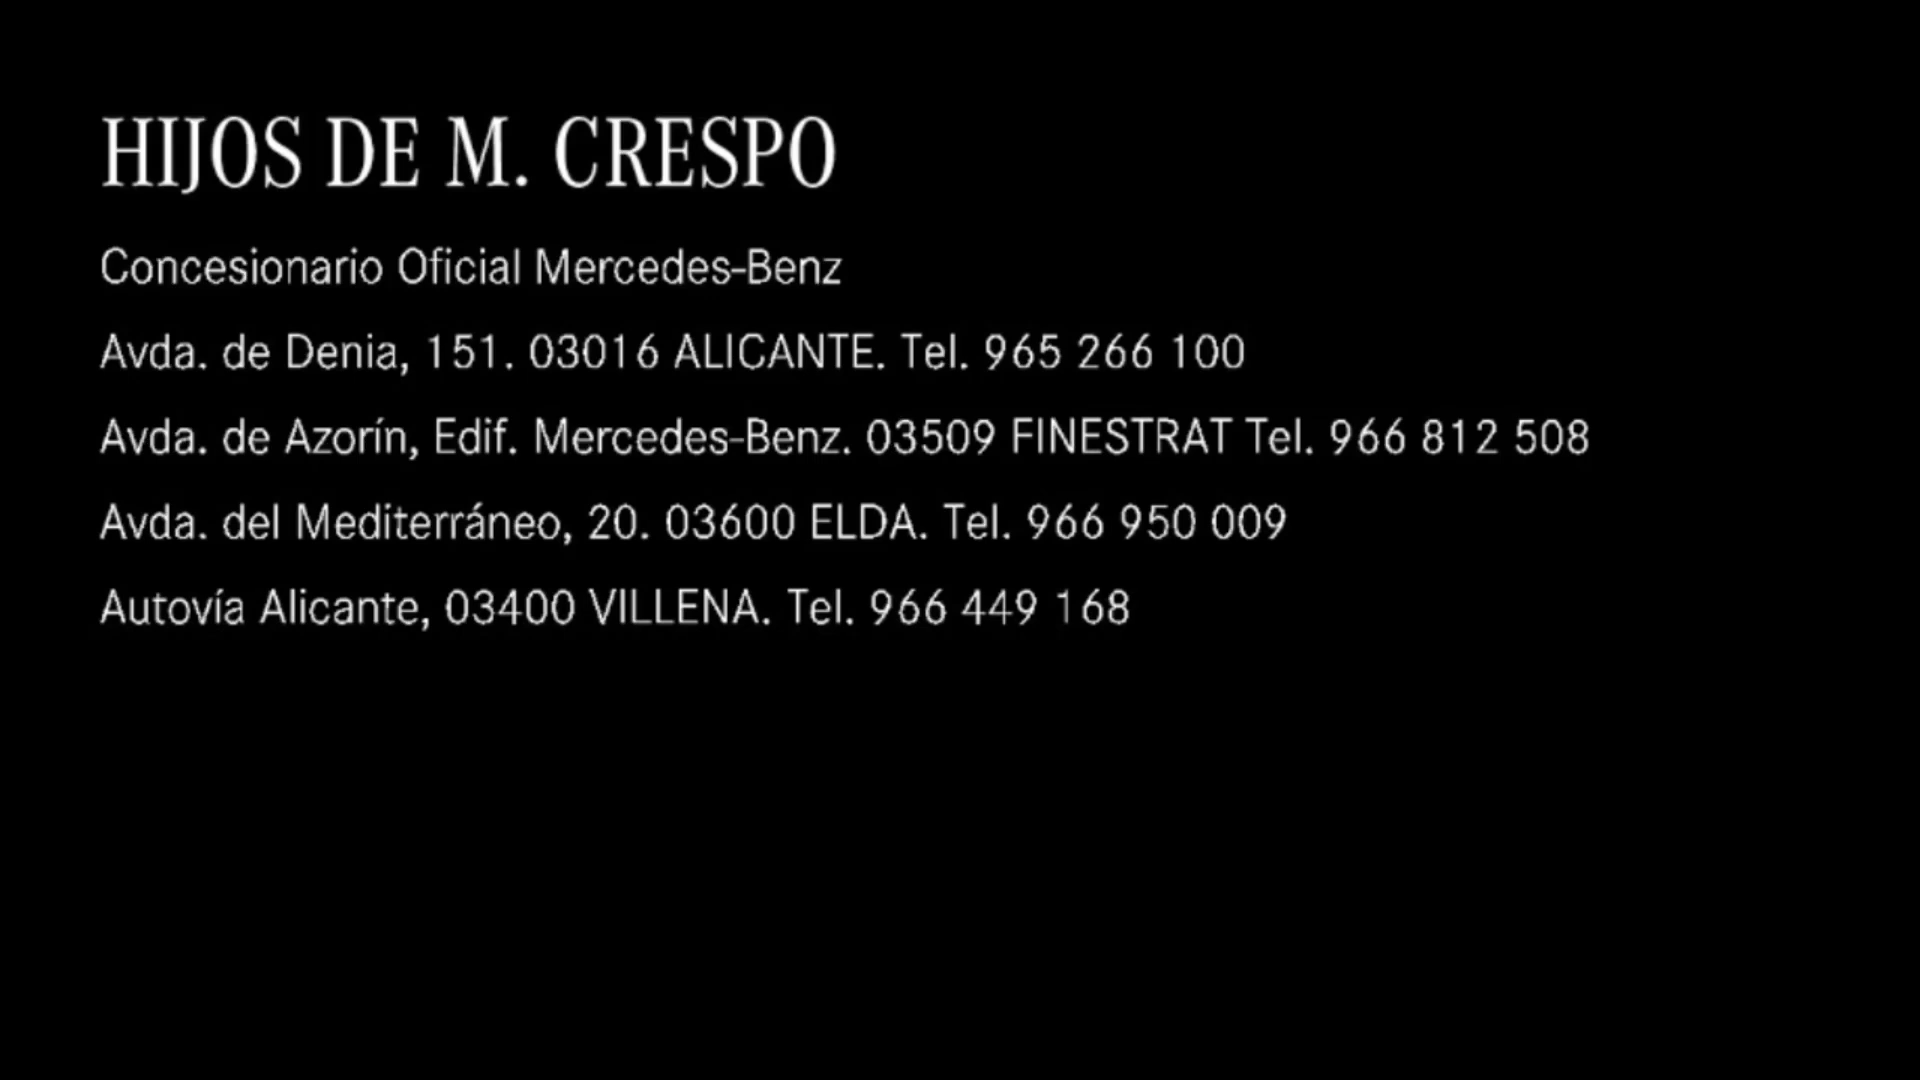 HIJOS DE M. CRESPO
Concesionario Oficial Mercedes-Benz
Avda. de Denia, 151. 03016 ALICANTE. Tel. 965 266 100
Avda. de Azorín, Edif. Mercedes-Benz. 03509 FINESTRAT Tel. 966 812 508
Avda. del Mediterráneo, 20. 03600 ELDA. Tel. 966 950 009
Autovía Alicante, 03400 VILLENA. Tel. 966 449 168